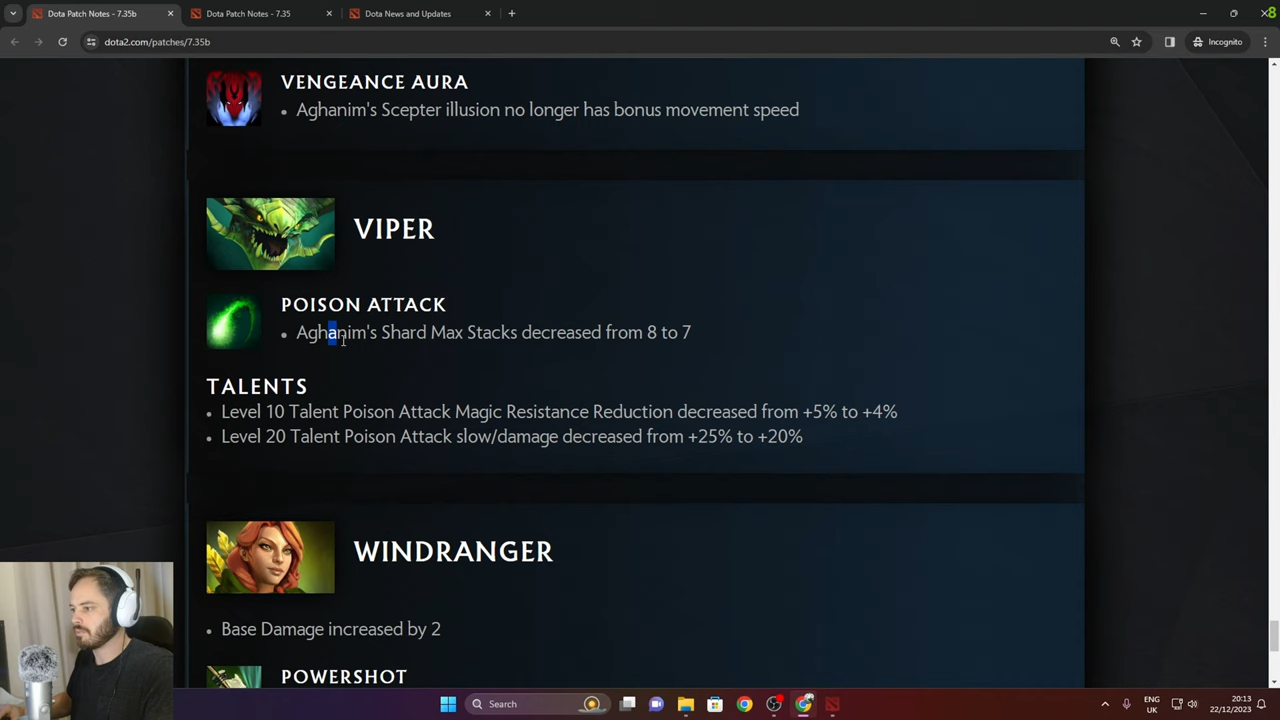 Dota Patch Notes - 7.35b
Dota Patch Notes - 7.35
Dota News and Updates
8
dota2.com/patches/7.35b
Incognito
VENGEANCE AURA
Aghanim's Scepter illusion no longer has bonus movement speed
VIPER
POISON ATTACK
Aghanim's Shard Max Stacks decreased from 8 to 7
TALENTS
Level 10 Talent Poison Attack Magic Resistance Reduction decreased from +5% to +4%
Level 20 Talent Poison Attack slow/damage decreased from +25% to +20%
WINDRANGER
Base Damage increased by 2
POWERSHOT
Search
ENG
UK
20:13
22/12/2023